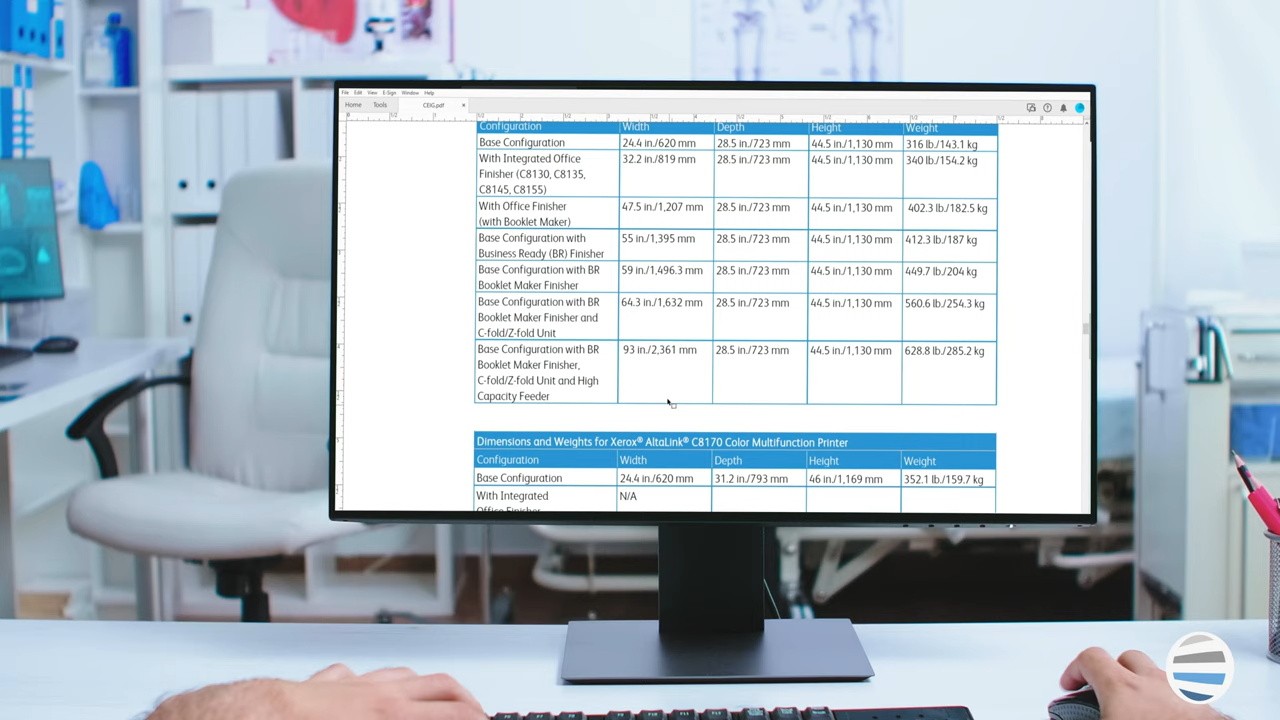 File Edit View E-Sign Window Help
Home Tools CEIG.pdf ×
Configuration Width Depth Height Weight
Base Configuration 24.4 in./620 mm 28.5 in./723 mm 44.5 in./1,130 mm 316 lb./143.1 kg
With Integrated Office 32.2 in./819 mm 28.5 in./723 mm 44.5 in./1,130 mm 340 lb./154.2 kg
Finisher (C8130, C8135,
C8145, C8155)
With Office Finisher 47.5 in./1,207 mm 28.5 in./723 mm 44.5 in./1,130 mm 402.3 lb./182.5 kg
(with Booklet Maker)
Base Configuration with 55 in./1,395 mm 28.5 in./723 mm 44.5 in./1,130 mm 412.3 lb./187 kg
Business Ready (BR) Finisher
Base Configuration with BR 59 in./1,496.3 mm 28.5 in./723 mm 44.5 in./1,130 mm 449.7 lb./204 kg
Booklet Maker Finisher
Base Configuration with BR 64.3 in./1,632 mm 28.5 in./723 mm 44.5 in./1,130 mm 560.6 lb./254.3 kg
Booklet Maker Finisher and
C-fold/Z-fold Unit
Base Configuration with BR 93 in./2,361 mm 28.5 in./723 mm 44.5 in./1,130 mm 628.8 lb./285.2 kg
Booklet Maker Finisher,
C-fold/Z-fold Unit and High
Capacity Feeder
Dimensions and Weights for Xerox® AltaLink® C8170 Color Multifunction Printer
Configuration Width Depth Height Weight
Base Configuration 24.4 in./620 mm 31.2 in./793 mm 46 in./1,169 mm 352.1 lb./159.7 kg
With Integrated N/A
Office Finisher